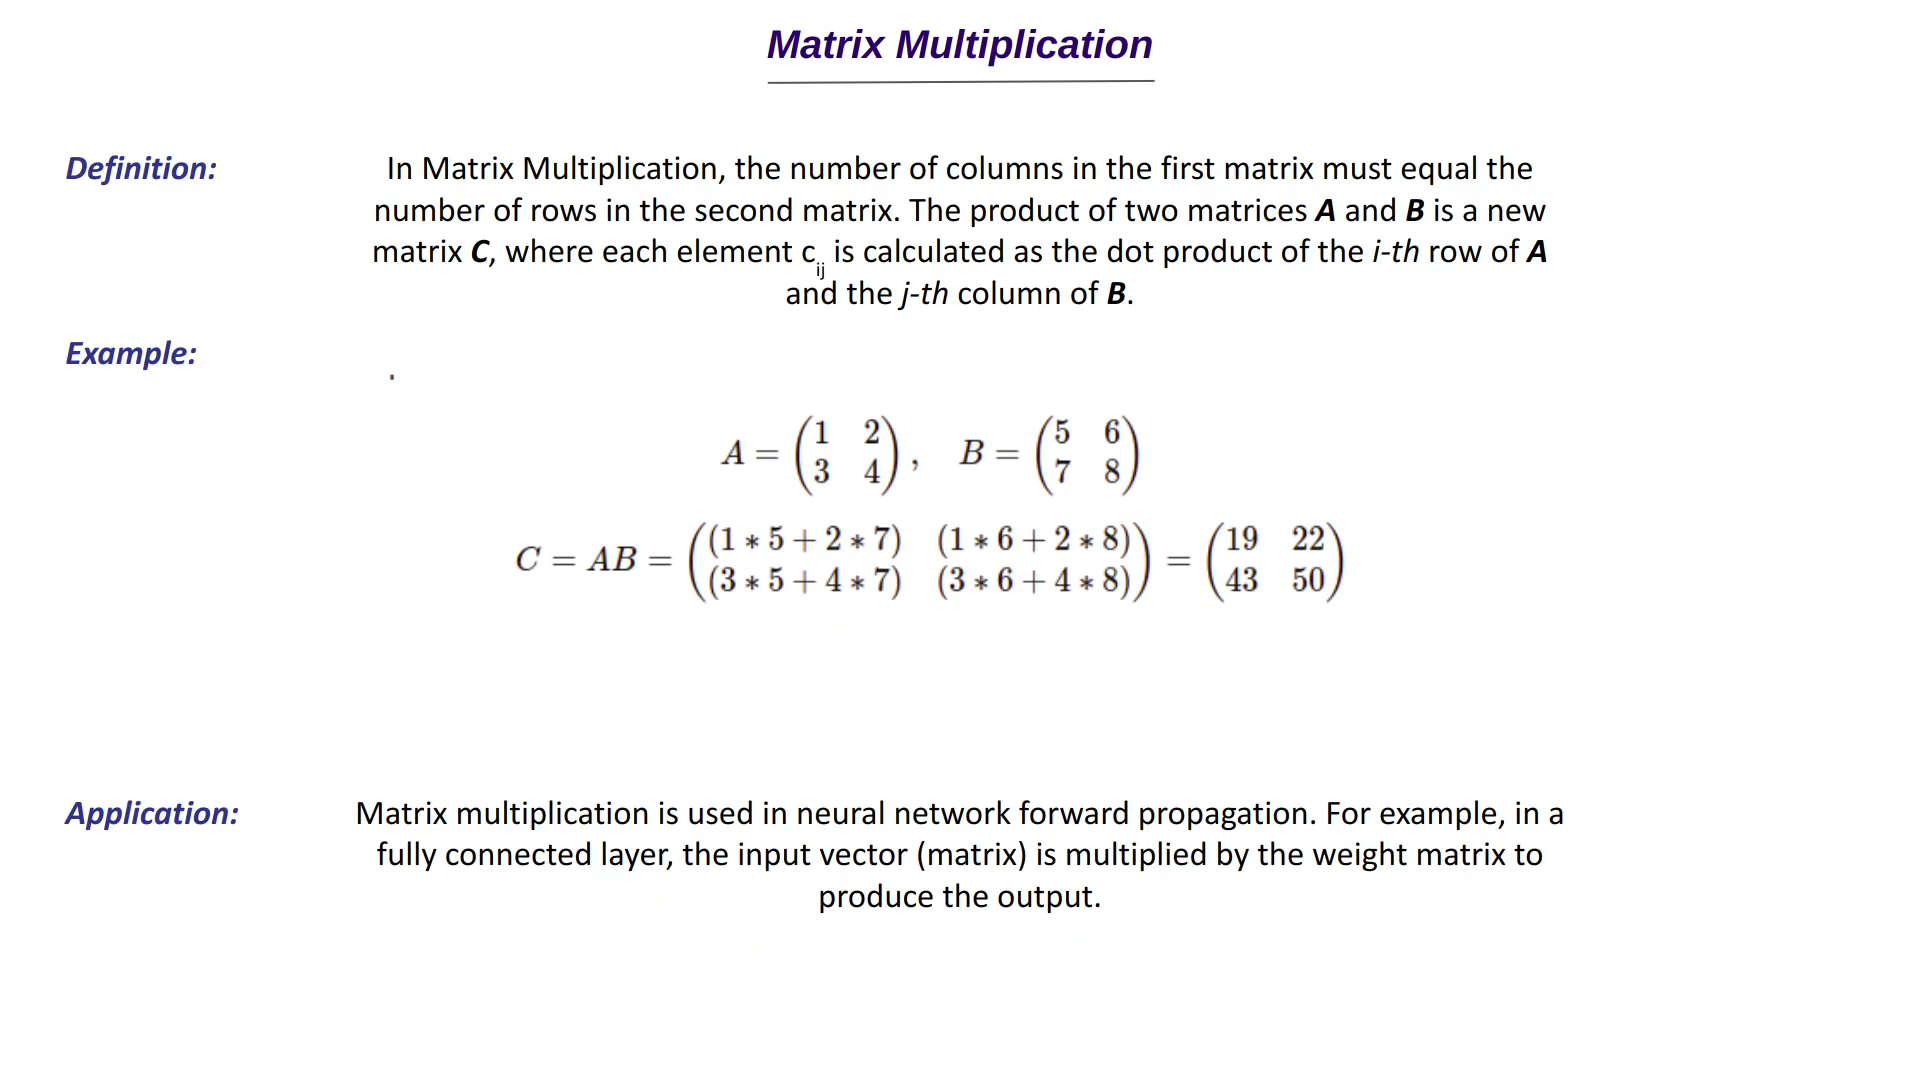 Matrix Multiplication
Definition:
In Matrix Multiplication, the number of columns in the first matrix must equal the
number of rows in the second matrix. The product of two matrices A and B is a new
matrix C, where each element c_ij is calculated as the dot product of the i-th row of A
and the j-th column of B.
Example:
A = (1 2
3 4), B = (5 6
7 8)
C = AB = ((1 * 5 + 2 * 7) (1 * 6 + 2 * 8)
(3 * 5 + 4 * 7) (3 * 6 + 4 * 8)) = (19 22
43 50)
Application:
Matrix multiplication is used in neural network forward propagation. For example, in a
fully connected layer, the input vector (matrix) is multiplied by the weight matrix to
produce the output.